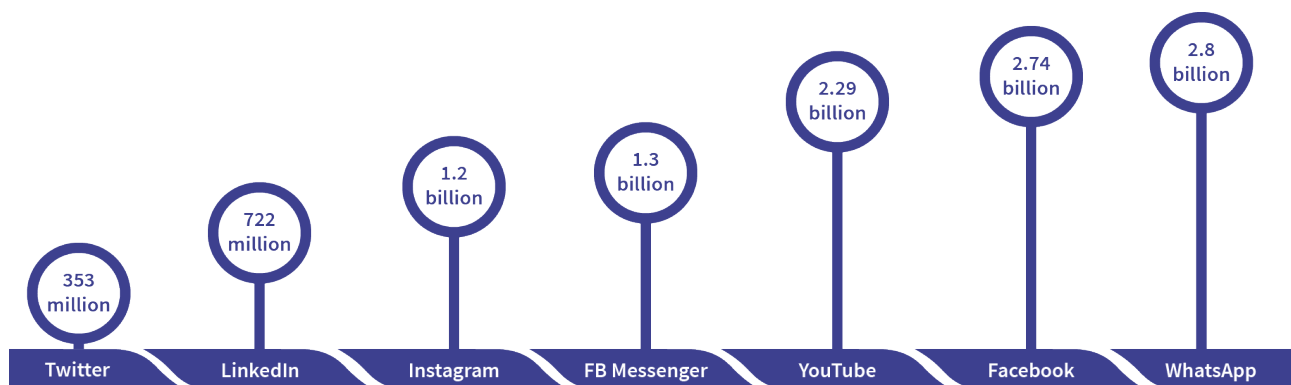 353
million
722
million
1.2
billion
1.3
billion
2.29
billion
2.74
billion
2.8
billion
Twitter
LinkedIn
Instagram
FB Messenger
YouTube
Facebook
WhatsApp